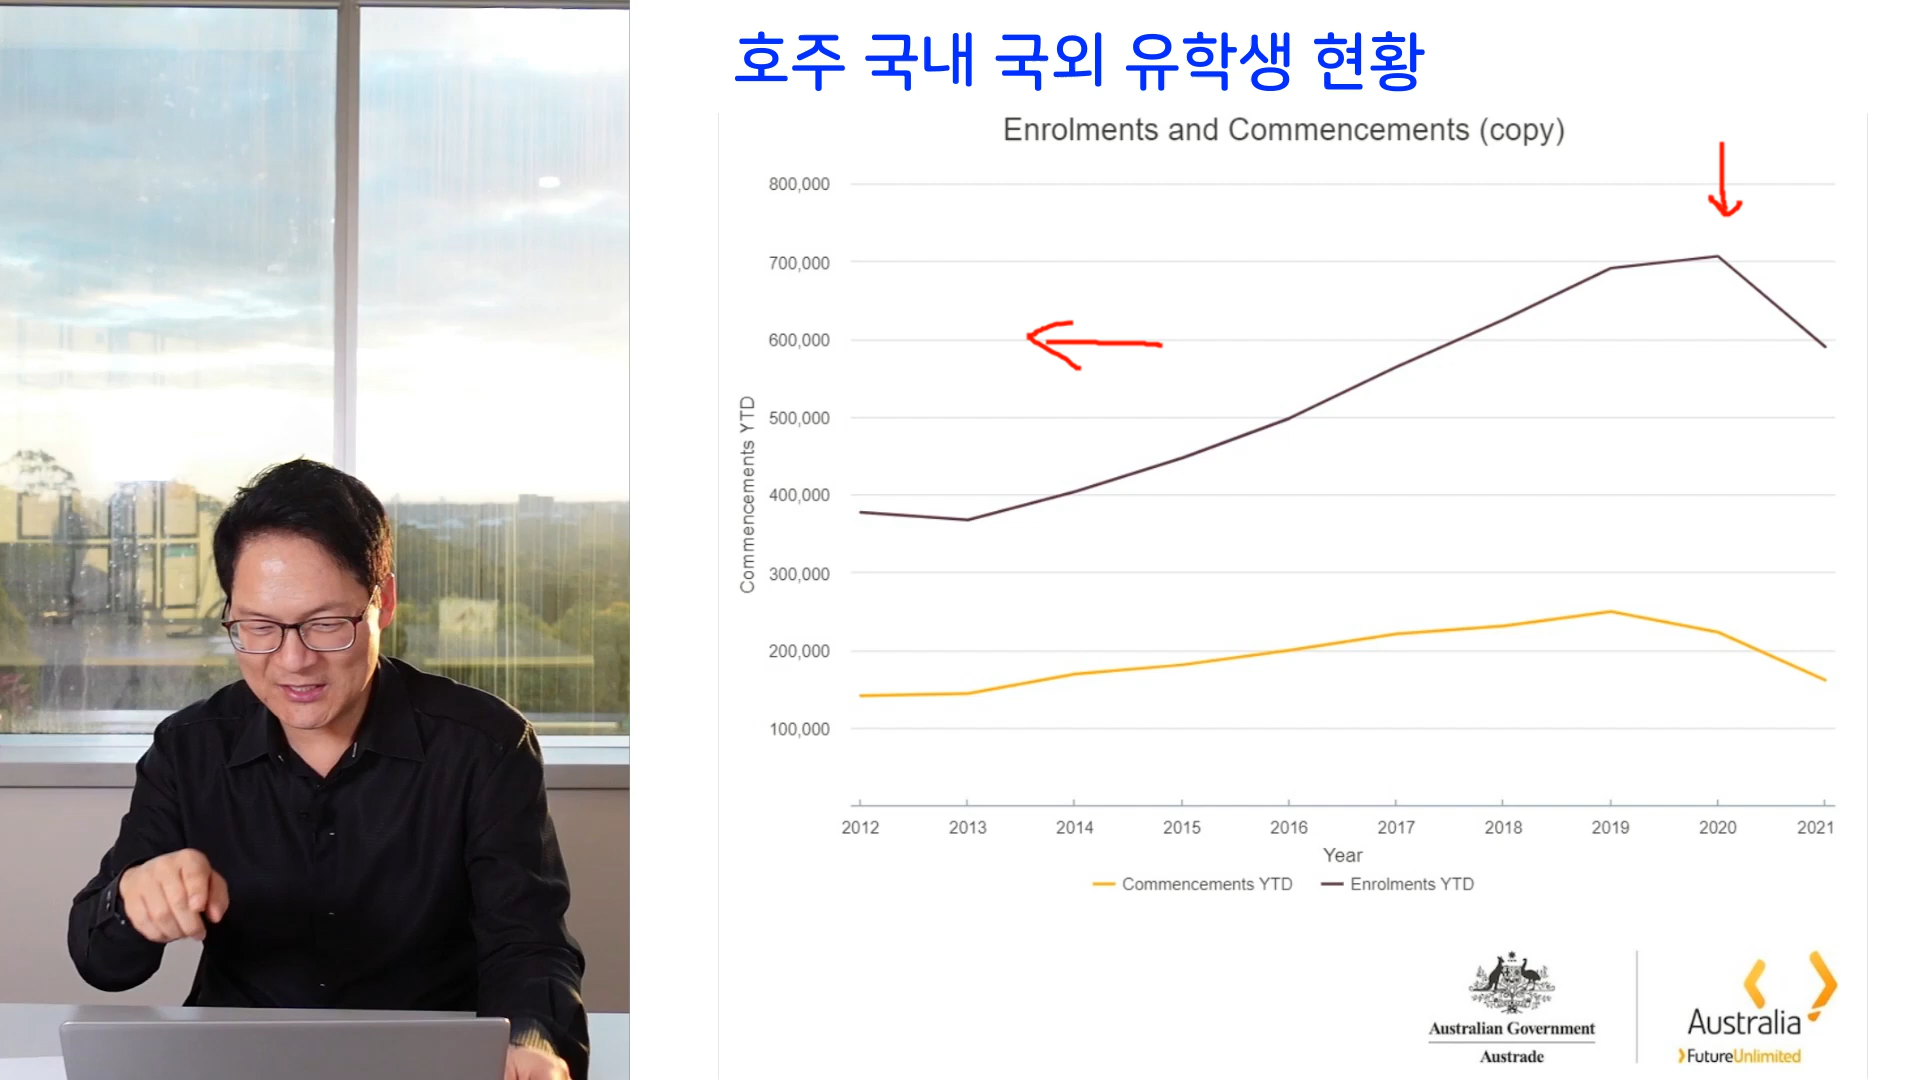 호주 국내 국외 유학생 현황
Enrolments and Commencements (copy)
800,000
700,000
600,000
500,000
400,000
300,000
200,000
100,000
Commencements YTD
2012 2013 2014 2015 2016 2017 2018 2019 2020 2021
Year
Commencements YTD Enrolments YTD
Australian Government
Austrade
Australia
FutureUnlimited